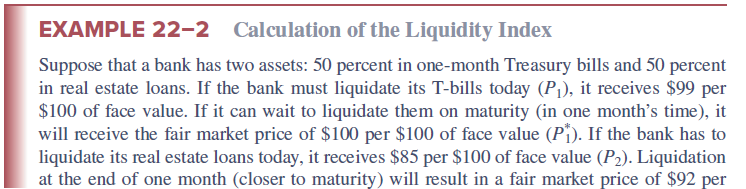 EXAMPLE 22–2 Calculation of the Liquidity Index
Suppose that a bank has two assets: 50 percent in one-month Treasury bills and 50 percent
in real estate loans. If the bank must liquidate its T-bills today (P₁), it receives $99 per
$100 of face value. If it can wait to liquidate them on maturity (in one month's time), it
will receive the fair market price of $100 per $100 of face value (P₁*). If the bank has to
liquidate its real estate loans today, it receives $85 per $100 of face value (P₂). Liquidation
at the end of one month (closer to maturity) will result in a fair market price of $92 per